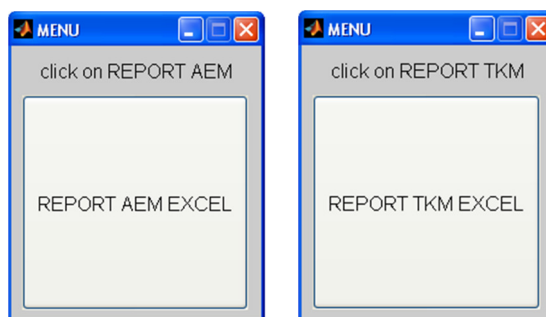 MENU
click on REPORT AEM
REPORT AEM EXCEL
MENU
click on REPORT TKM
REPORT TKM EXCEL